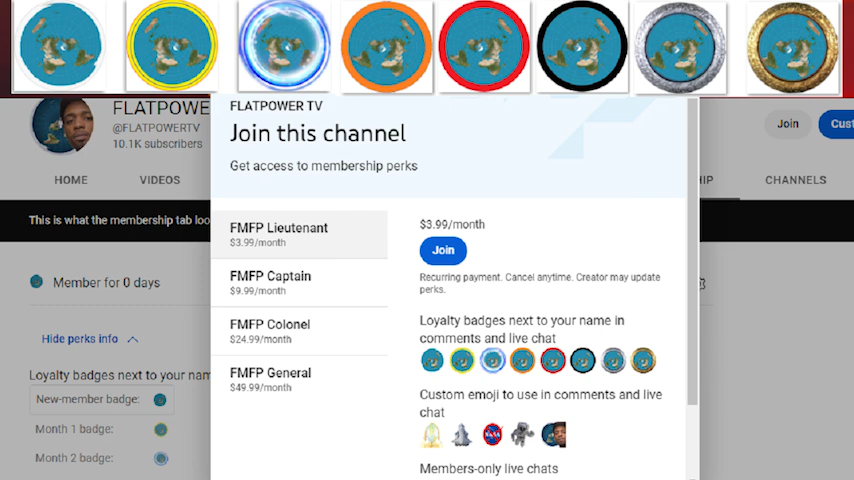 FLATPOWE
@FLATPOWERTV
10.1K subscribers
Join
Cust
HOME
VIDEOS
IP
CHANNELS
This is what the membership tab loo
Member for 0 days
Hide perks info
Loyalty badges next to your nam
New-member badge:
Month 1 badge:
Month 2 badge:
FLATPOWER TV
Join this channel
Get access to membership perks
FMFP Lieutenant
$3.99/month
FMFP Captain
$9.99/month
FMFP Colonel
$24.99/month
FMFP General
$49.99/month
$3.99/month
Join
Recurring payment. Cancel anytime. Creator may update
perks.
Loyalty badges next to your name in
comments and live chat
Custom emoji to use in comments and live
chat
NASA
Members-only live chats